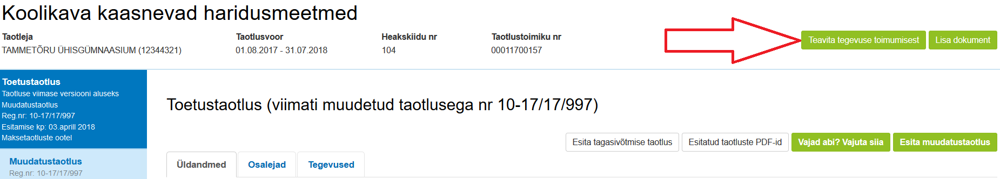 Koolikava kaasnevad haridusmeetmed
Taotleja Taotlusvoor Heakskiidu nr Taotlustoimiku nr
TAMMETÕRU ÜHISGÜMNAASIUM (12344321) 01.08.2017 - 31.07.2018 104 00011700157
Teavita tegevuse toimumisest Lisa dokument
Toetustaotlus
Taotluse viimase versiooni aluseks
Muudatustaotlus
Reg.nr: 10-17/17/997
Esitamise kp: 03.aprill 2018
Maksetaotluste ootel
Muudatustaotlus
Reg.nr: 10-17/17/997
Toetustaotlus (viimati muudetud taotlusega nr 10-17/17/997)
Esita tagasivõtmise taotlus Esitatud taotluste PDF-id Vajad abi? Vajuta siia Esita muudatustaotlus
Üldandmed Osalejad Tegevused